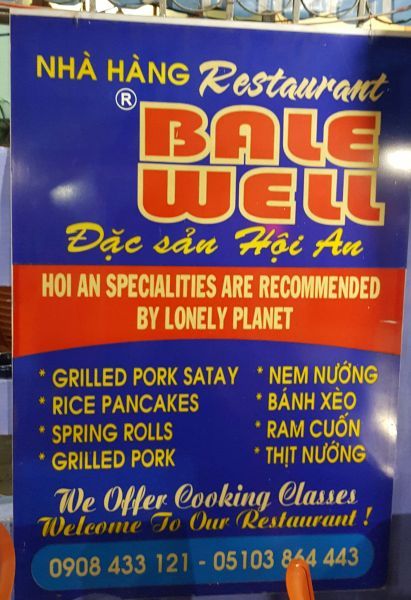 NHÀ HÀNG Restaurant
®
BALE
WELL
Đặc sản Hội An
HOI AN SPECIALITIES ARE RECOMMENDED
BY LONELY PLANET
* GRILLED PORK SATAY * NEM NƯỚNG
* RICE PANCAKES * BÁNH XÈO
* SPRING ROLLS * RAM CUỐN
* GRILLED PORK * THỊT NƯỚNG
We Offer Cooking Classes
Welcome To Our Restaurant !
0908 433 121 - 05103 864 443